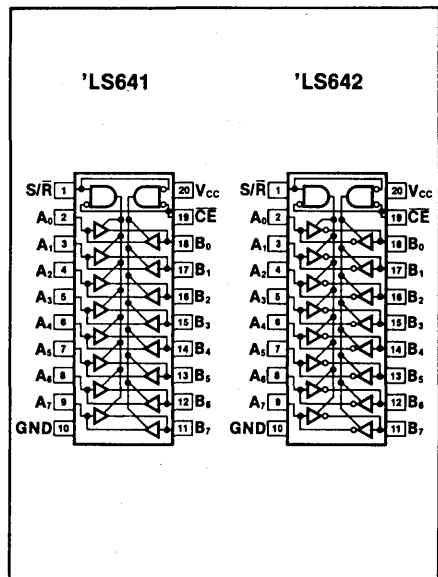 'LS641 'LS642
S/R̅ 1 20 VCC S/R̅ 1 20 VCC
A0 2 19 C̅E̅ A0 2 19 C̅E̅
A1 3 18 B0 A1 3 18 B0
A2 4 17 B1 A2 4 17 B1
A3 5 16 B2 A3 5 16 B2
A4 6 15 B3 A4 6 15 B3
A5 7 14 B4 A5 7 14 B4
A6 8 13 B5 A6 8 13 B5
A7 9 12 B6 A7 9 12 B6
GND 10 11 B7 GND 10 11 B7